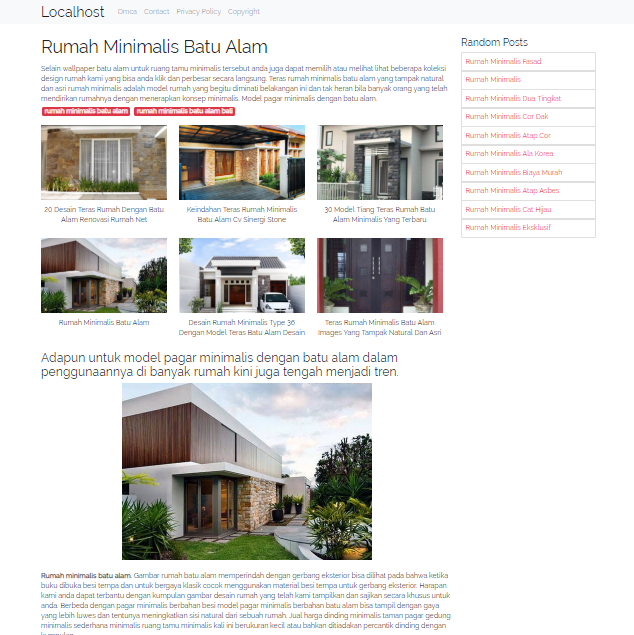 Localhost
Dmca Contact Privacy Policy Copyright
Rumah Minimalis Batu Alam
Selain wallpaper batu alam untuk ruang tamu minimalis tersebut anda juga dapat memilih atau melihat lihat beberapa koleksi
design rumah kami yang bisa anda klik dan perbesar secara langsung. Teras rumah minimalis batu alam yang tampak natural
dan asri rumah minimalis adalah model rumah yang begitu diminati belakangan ini dan tak heran bila banyak orang yang telah
mendirikan rumahnya dengan menerapkan konsep minimalis. Model pagar minimalis dengan batu alam.
rumah minimalis batu alam rumah minimalis batu alam bali
20 Desain Teras Rumah Dengan Batu
Alam Renovasi Rumah Net
Keindahan Teras Rumah Minimalis
Batu Alam Cv Sinergi Stone
30 Model Tiang Teras Rumah Batu
Alam Minimalis Yang Terbaru
Rumah Minimalis Batu Alam
Desain Rumah Minimalis Type 36
Dengan Model Teras Batu Alam Desain
Teras Rumah Minimalis Batu Alam
Images Yang Tampak Natural Dan Asri
Adapun untuk model pagar minimalis dengan batu alam dalam
penggunaannya di banyak rumah kini juga tengah menjadi tren.
Rumah minimalis batu alam. Gambar rumah batu alam memperindah dengan gerbang eksterior bisa dilihat pada bahwa ketika
buku dibuka besi tempa dan untuk bergaya klasik cocok menggunakan material besi tempa untuk gerbang eksterior. Harapan
kami anda dapat terbantu dengan kumpulan gambar desain rumah yang telah kami tampilkan dan sajikan secara khusus untuk
anda. Berbeda dengan pagar minimalis berbahan besi model pagar minimalis berbahan batu alam bisa tampil dengan gaya
yang lebih luwes dan tentunya meningkatkan sisi natural dari sebuah rumah. Jual harga dinding minimalis taman pagar gedung
minimalis sederhana minimalis ruang tamu minimalis kali ini berukuran kecil atau bahkan ditiadakan percantik dinding dengan
Random Posts
Rumah Minimalis Fasad
Rumah Minimalis
Rumah Minimalis Dua Tingkat
Rumah Minimalis Cor Dak
Rumah Minimalis Atap Cor
Rumah Minimalis Ala Korea
Rumah Minimalis Biaya Murah
Rumah Minimalis Atap Asbes
Rumah Minimalis Cat Hijau
Rumah Minimalis Eksklusif